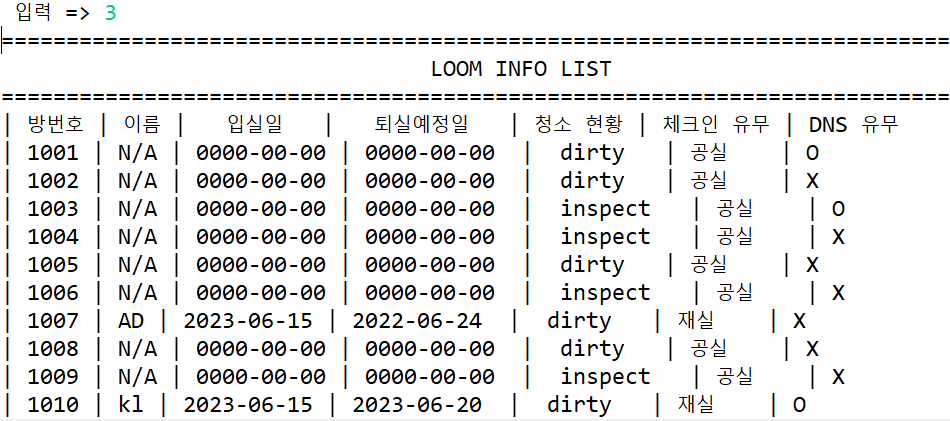 입력 => 3
==========================================================================
LOOM INFO LIST
==========================================================================
| 방번호 | 이름 | 입실일 | 퇴실예정일 | 청소 현황 | 체크인 유무 | DNS 유무
| 1001 | N/A | 0000-00-00 | 0000-00-00 | dirty | 공실 | O
| 1002 | N/A | 0000-00-00 | 0000-00-00 | dirty | 공실 | X
| 1003 | N/A | 0000-00-00 | 0000-00-00 | inspect | 공실 | O
| 1004 | N/A | 0000-00-00 | 0000-00-00 | inspect | 공실 | X
| 1005 | N/A | 0000-00-00 | 0000-00-00 | dirty | 공실 | X
| 1006 | N/A | 0000-00-00 | 0000-00-00 | inspect | 공실 | X
| 1007 | AD | 2023-06-15 | 2022-06-24 | dirty | 재실 | X
| 1008 | N/A | 0000-00-00 | 0000-00-00 | dirty | 공실 | X
| 1009 | N/A | 0000-00-00 | 0000-00-00 | inspect | 공실 | X
| 1010 | kl | 2023-06-15 | 2023-06-20 | dirty | 재실 | O